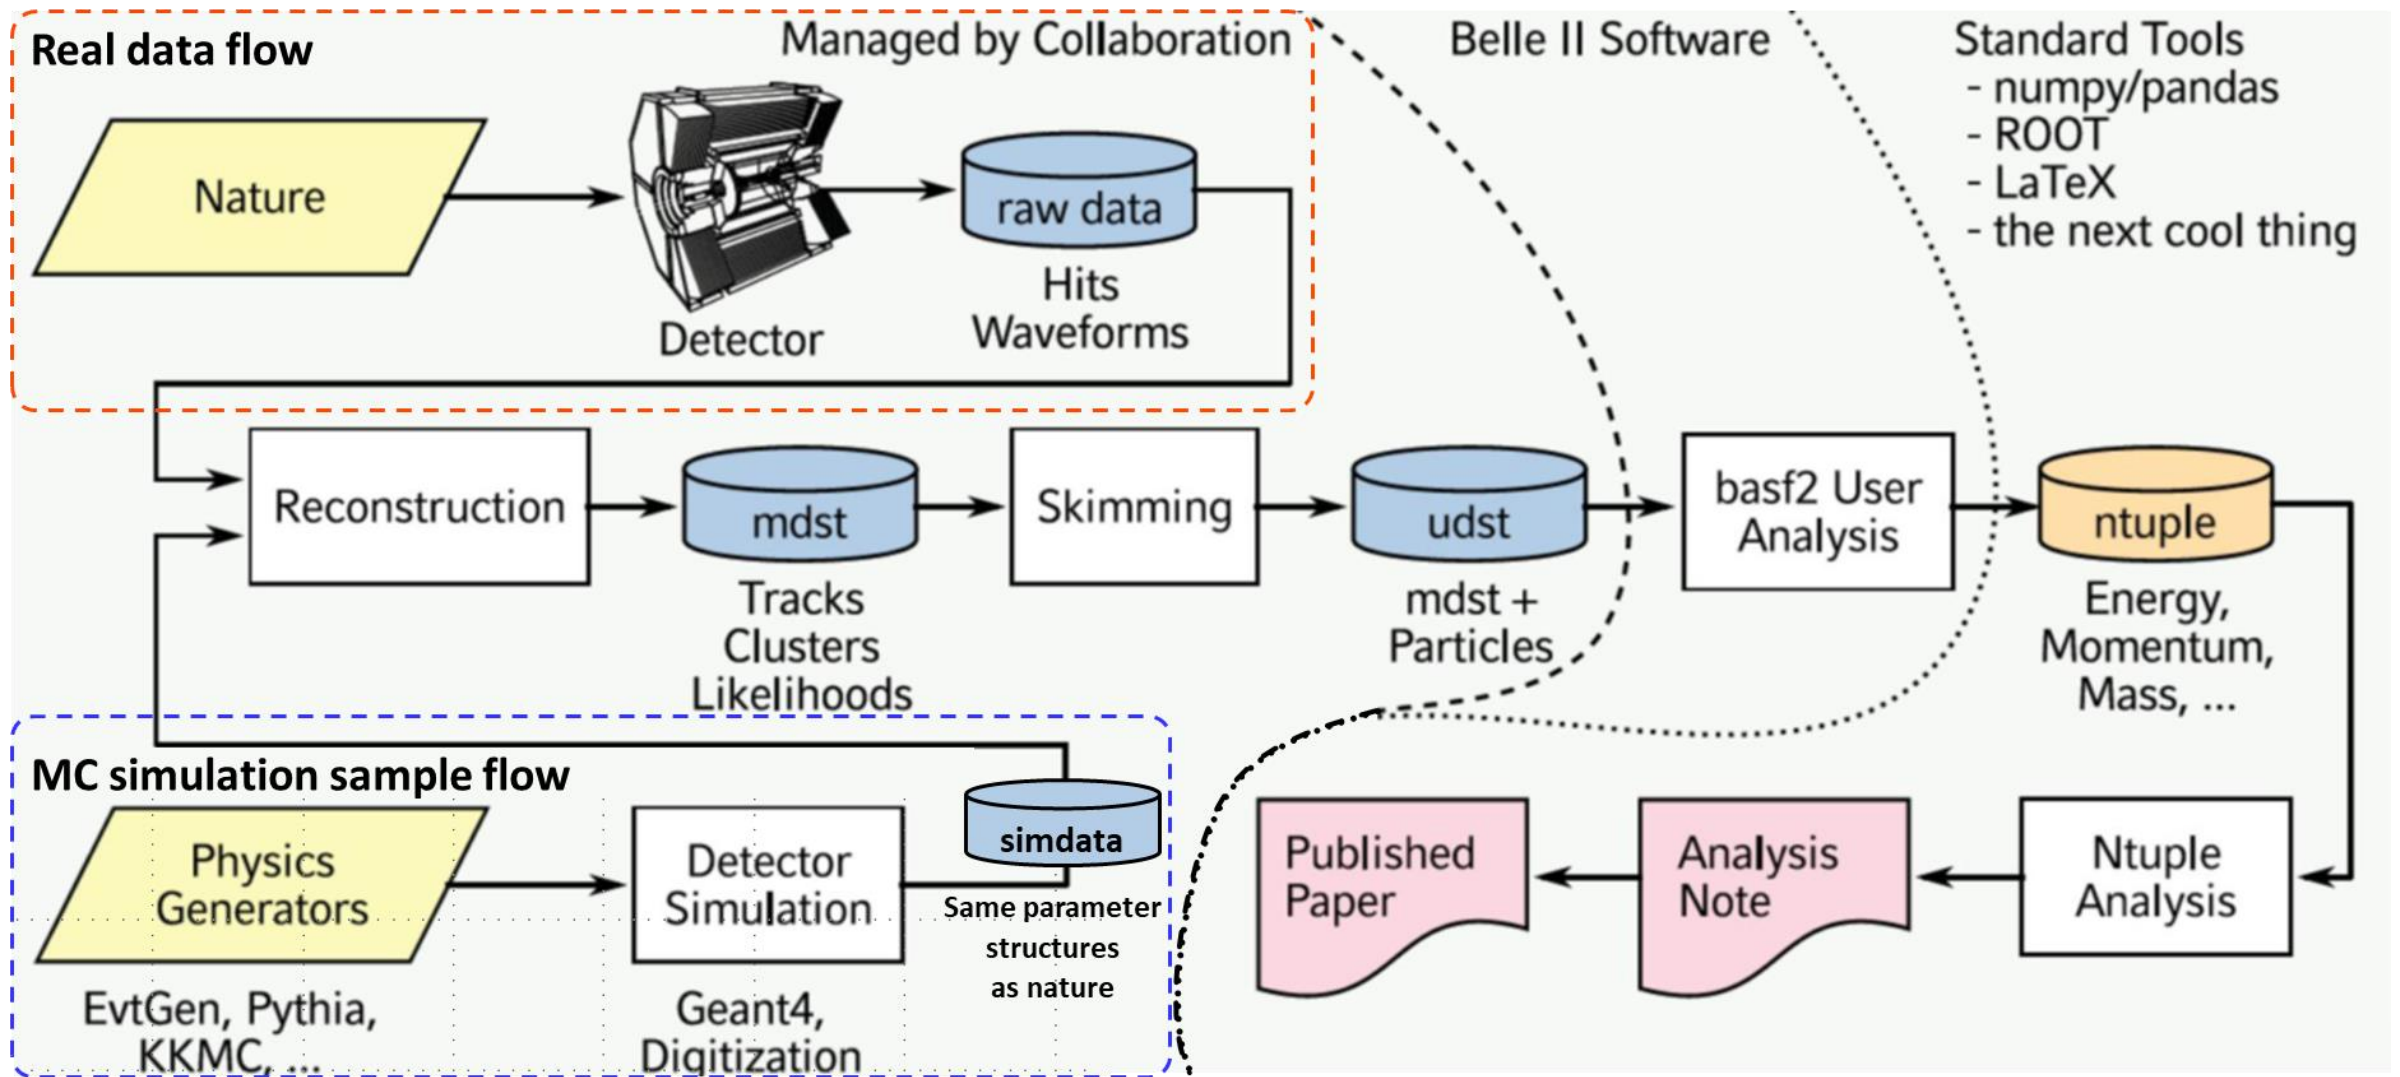 Real data flow
Managed by Collaboration
Belle II Software
Standard Tools
- numpy/pandas
- ROOT
- LaTeX
- the next cool thing
Nature
Detector
raw data
Hits
Waveforms
Reconstruction
mdst
Tracks
Clusters
Likelihoods
Skimming
udst
mdst +
Particles
basf2 User
Analysis
ntuple
Energy,
Momentum,
Mass, ...
MC simulation sample flow
Physics
Generators
EvtGen, Pythia,
KKMC, ...
Detector
Simulation
Geant4,
Digitization
simdata
Same parameter
structures
as nature
Published
Paper
Analysis
Note
Ntuple
Analysis